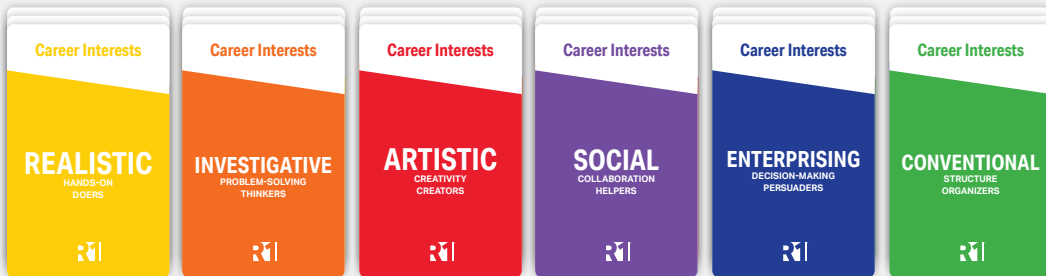 Career Interests
REALISTIC
HANDS-ON
DOERS
Career Interests
INVESTIGATIVE
PROBLEM-SOLVING
THINKERS
Career Interests
ARTISTIC
CREATIVITY
CREATORS
Career Interests
SOCIAL
COLLABORATION
HELPERS
Career Interests
ENTERPRISING
DECISION-MAKING
PERSUADERS
Career Interests
CONVENTIONAL
STRUCTURE
ORGANIZERS